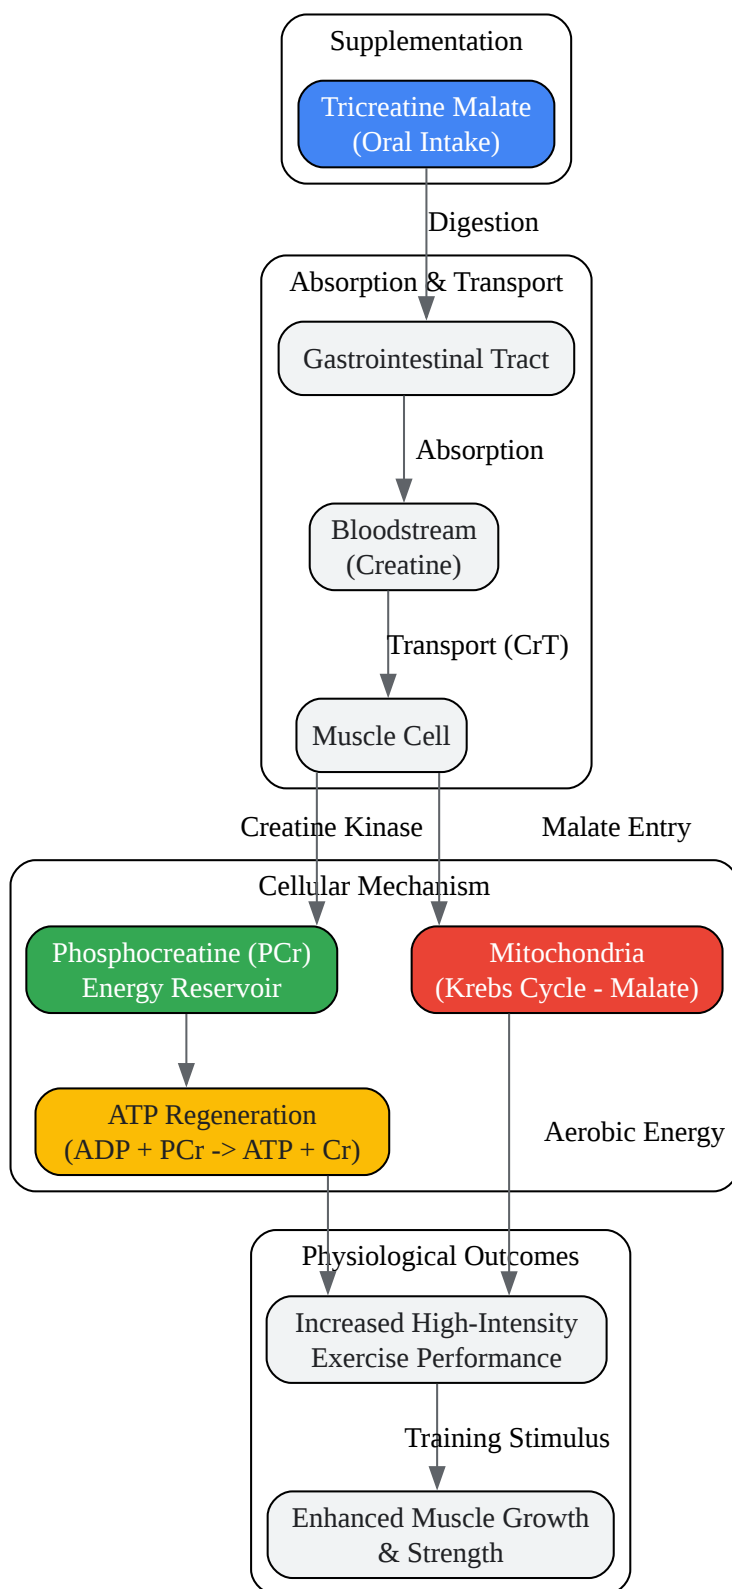 Supplementation
Tricreatine Malate
(Oral Intake)
Digestion
Absorption & Transport
Gastrointestinal Tract
Absorption
Bloodstream
(Creatine)
Transport (CrT)
Muscle Cell
Creatine Kinase
Malate Entry
Cellular Mechanism
Phosphocreatine (PCr)
Energy Reservoir
Mitochondria
(Krebs Cycle - Malate)
ATP Regeneration
(ADP + PCr -> ATP + Cr)
Aerobic Energy
Physiological Outcomes
Increased High-Intensity
Exercise Performance
Training Stimulus
Enhanced Muscle Growth
& Strength